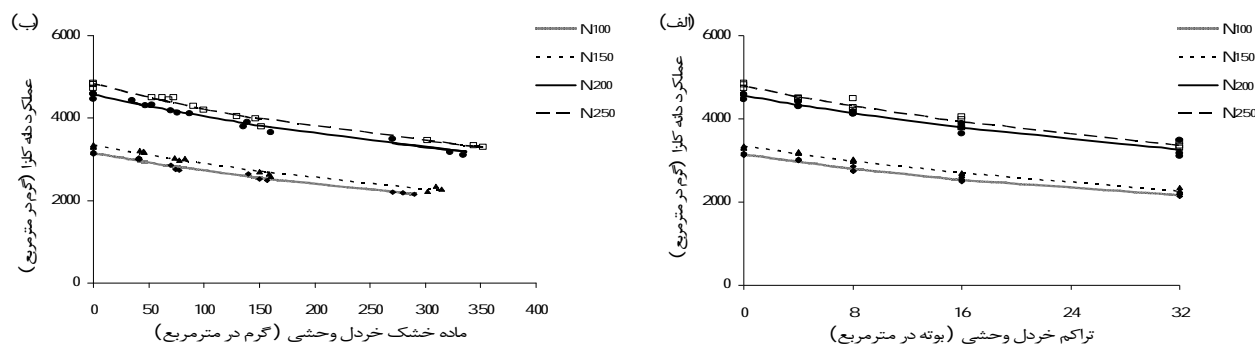 (الف)
6000
4000
2000
0
0
8
16
24
32
عملکرد دانه کلزا (گرم در مترمربع)
تراکم خردل وحشی (بوته در مترمربع)
N100
N150
N200
N250
(ب)
6000
4000
2000
0
0
50
100
150
200
250
300
350
400
عملکرد دانه کلزا (گرم در مترمربع)
ماده خشک خردل وحشی (گرم در مترمربع)
N100
N150
N200
N250